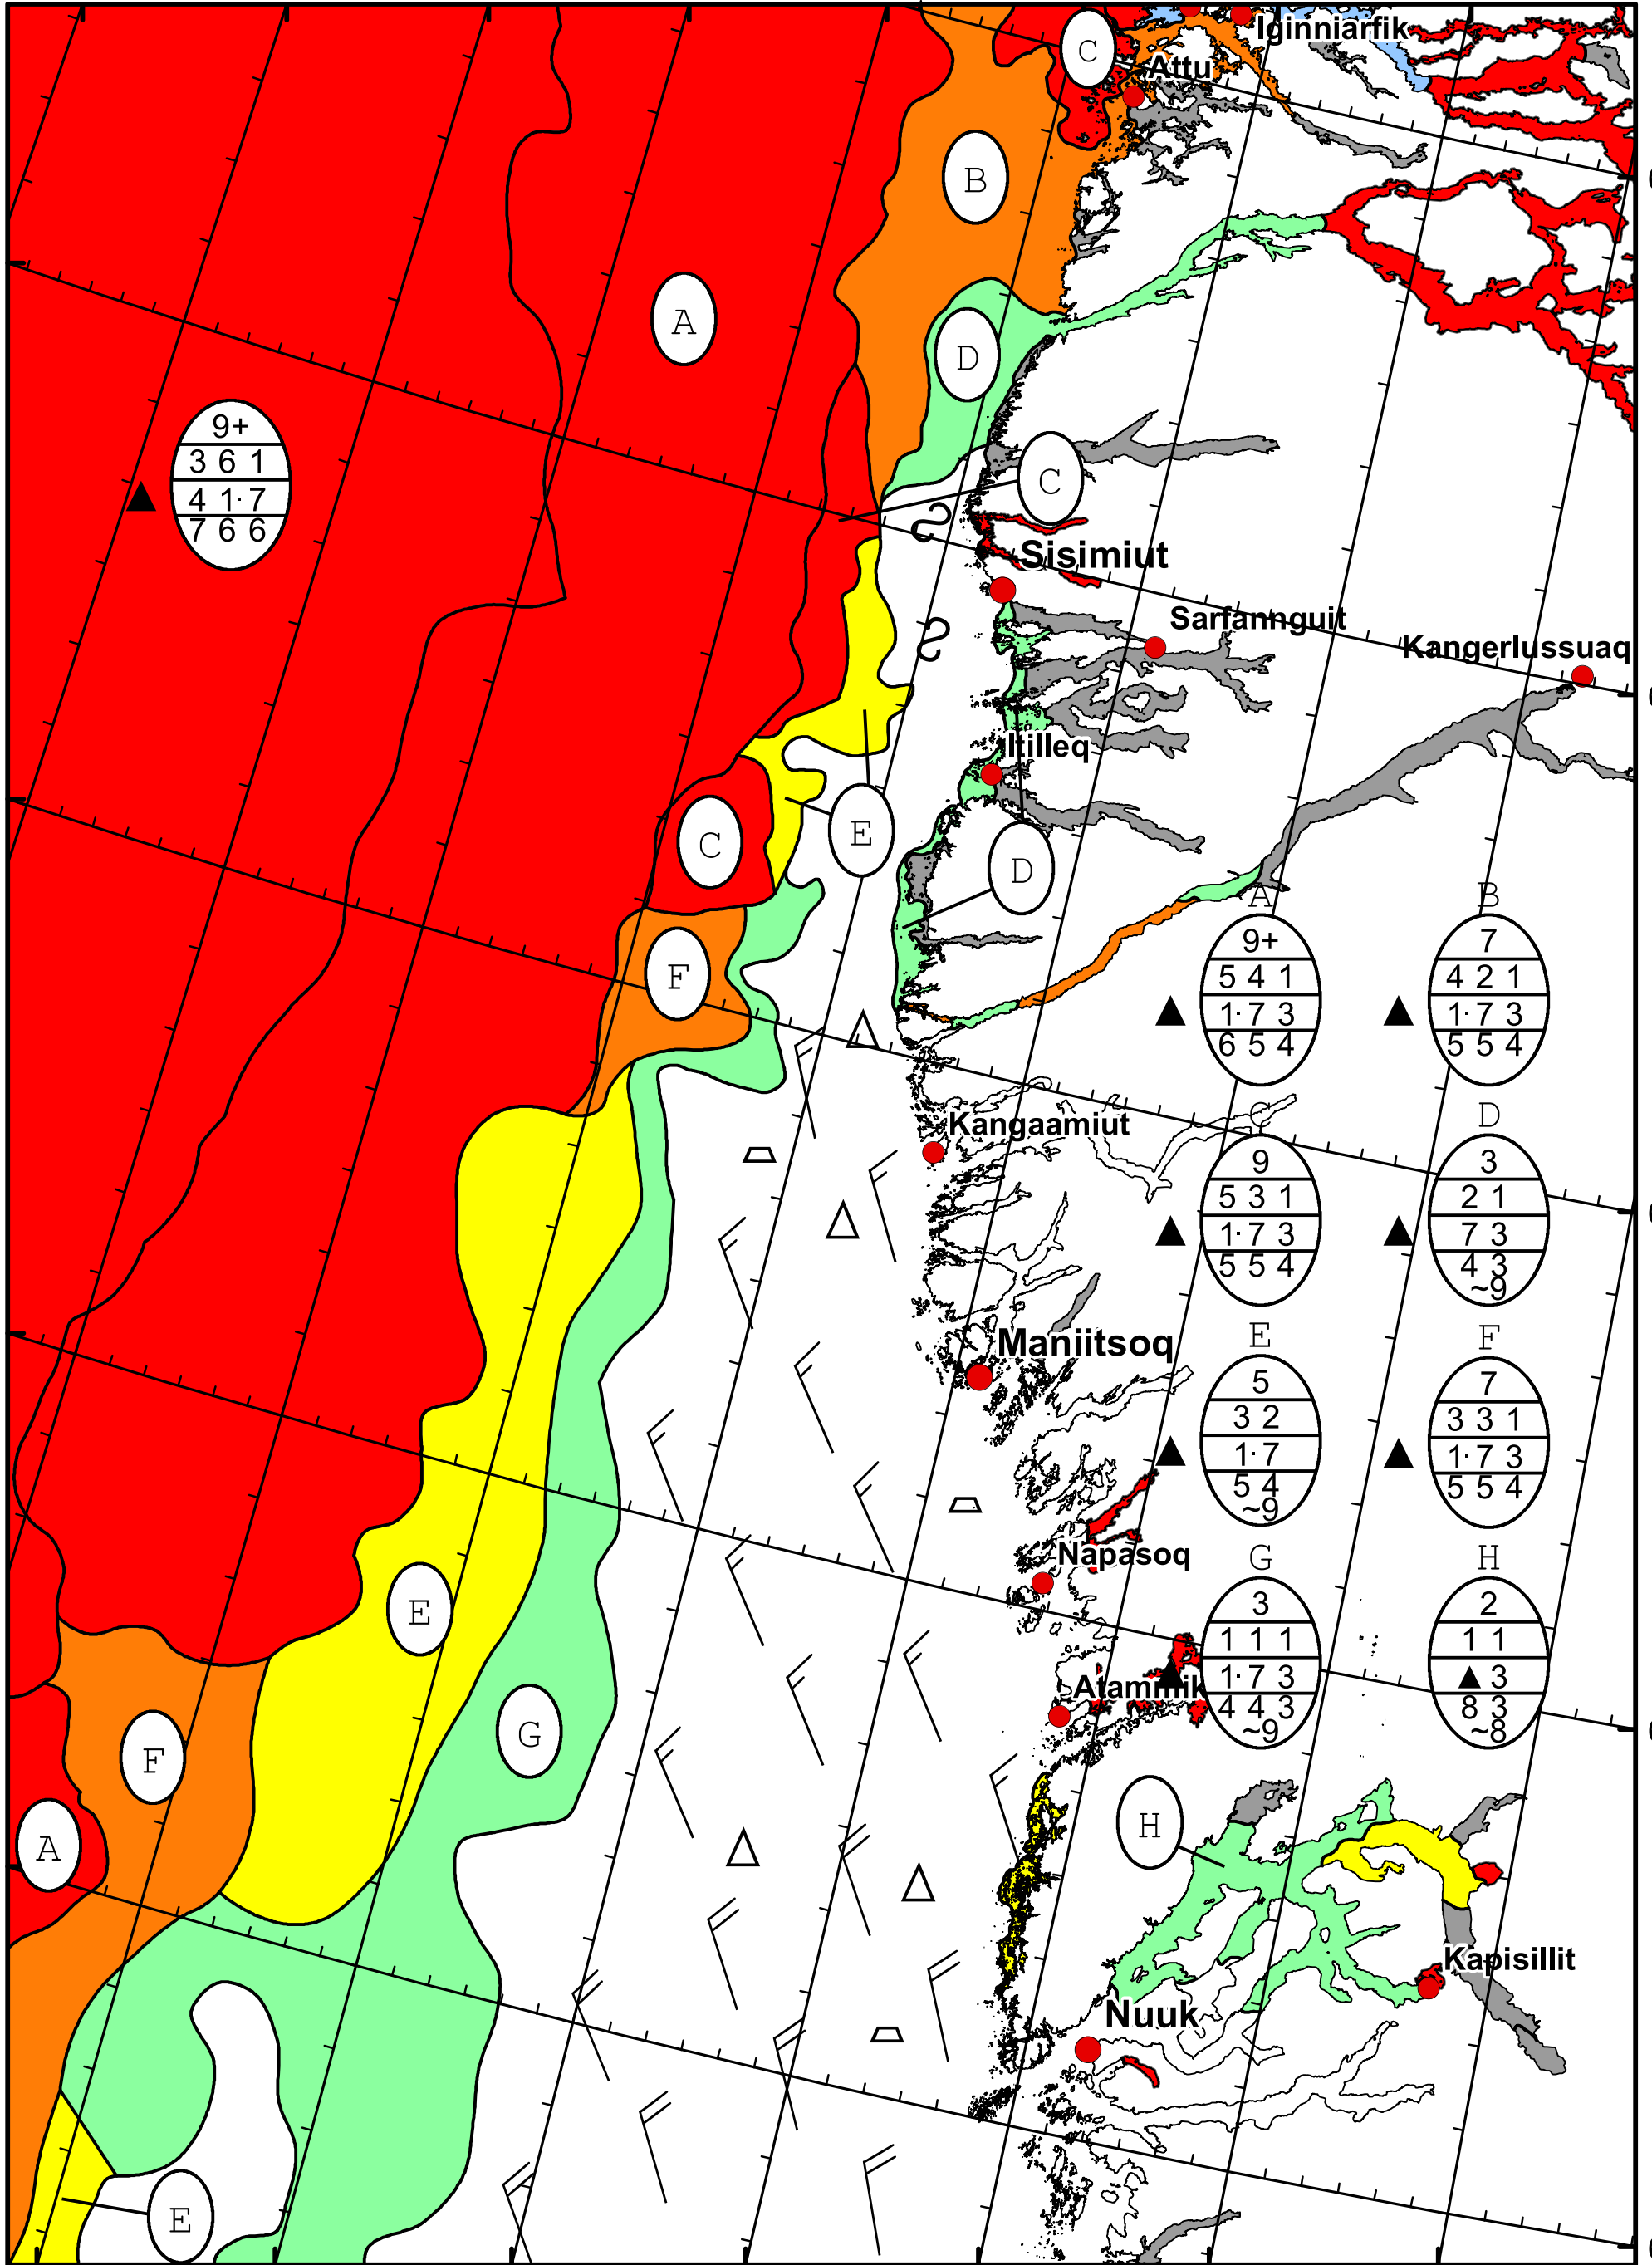 Iginniarfik
C
Attu
B
A
D
9+
3 6 1
4 1· 7
7 6 6
C
Sisimiut
Sarfannguit
Kangerlussuaq
Itilleq
C
E
D
F
A
9+
5 4 1
1· 7 3
6 5 4
B
7
4 2 1
1· 7 3
5 5 4
Kangaamiut
C
9
5 3 1
1· 7 3
5 5 4
D
3
2 1
7 3
4 3
~9
Maniitsoq
E
5
3 2
1· 7
5 4
~9
F
7
3 3 1
1· 7 3
5 5 4
Napasoq
E
G
3
1 1 1
1· 7 3
4 4 3
~9
H
2
1 1
▲ 3
8 3
~8
Atammik
G
F
A
H
Kapisillit
Nuuk
E